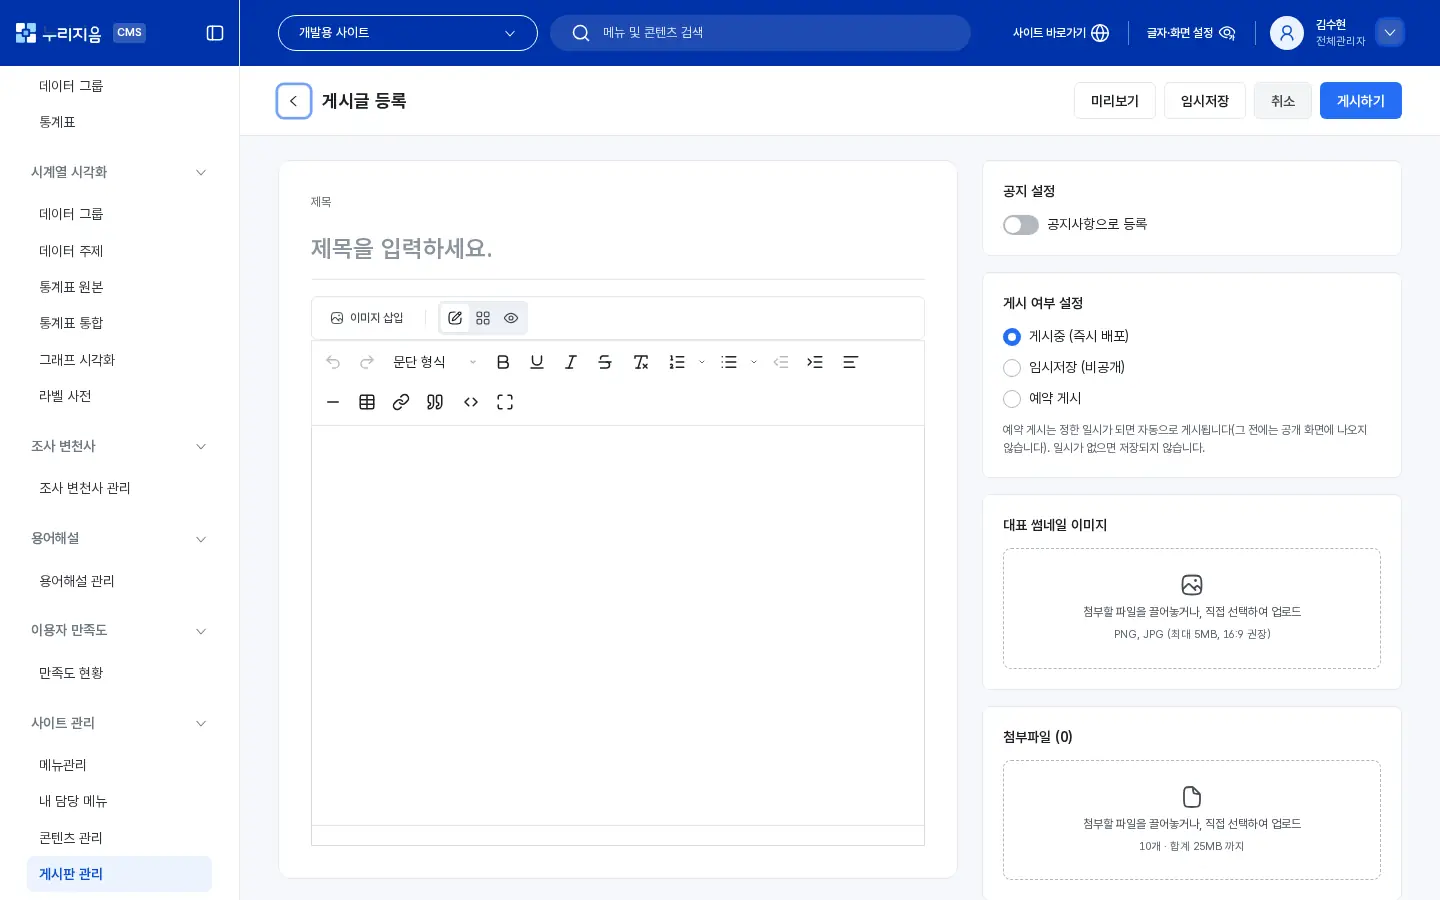 누리지음 CMS
개발용 사이트
메뉴 및 콘텐츠 검색
사이트 바로가기
글자·화면 설정
김수현
전체관리자
데이터 그룹
통계표
시계열 시각화
데이터 그룹
데이터 주제
통계표 원본
통계표 통합
그래프 시각화
라벨 사전
조사 변천사
조사 변천사 관리
용어해설
용어해설 관리
이용자 만족도
만족도 현황
사이트 관리
메뉴관리
내 담당 메뉴
콘텐츠 관리
게시판 관리
게시글 등록
미리보기
임시저장
취소
게시하기
제목
제목을 입력하세요.
이미지 삽입
문단 형식
공지 설정
공지사항으로 등록
게시 여부 설정
게시중 (즉시 배포)
임시저장 (비공개)
예약 게시
예약 게시는 정한 일시가 되면 자동으로 게시됩니다(그 전에는 공개 화면에 나오지
않습니다). 일시가 없으면 저장되지 않습니다.
대표 썸네일 이미지
첨부할 파일을 끌어놓거나, 직접 선택하여 업로드
PNG, JPG (최대 5MB, 16:9 권장)
첨부파일 (0)
첨부할 파일을 끌어놓거나, 직접 선택하여 업로드
10개 · 합계 25MB 까지